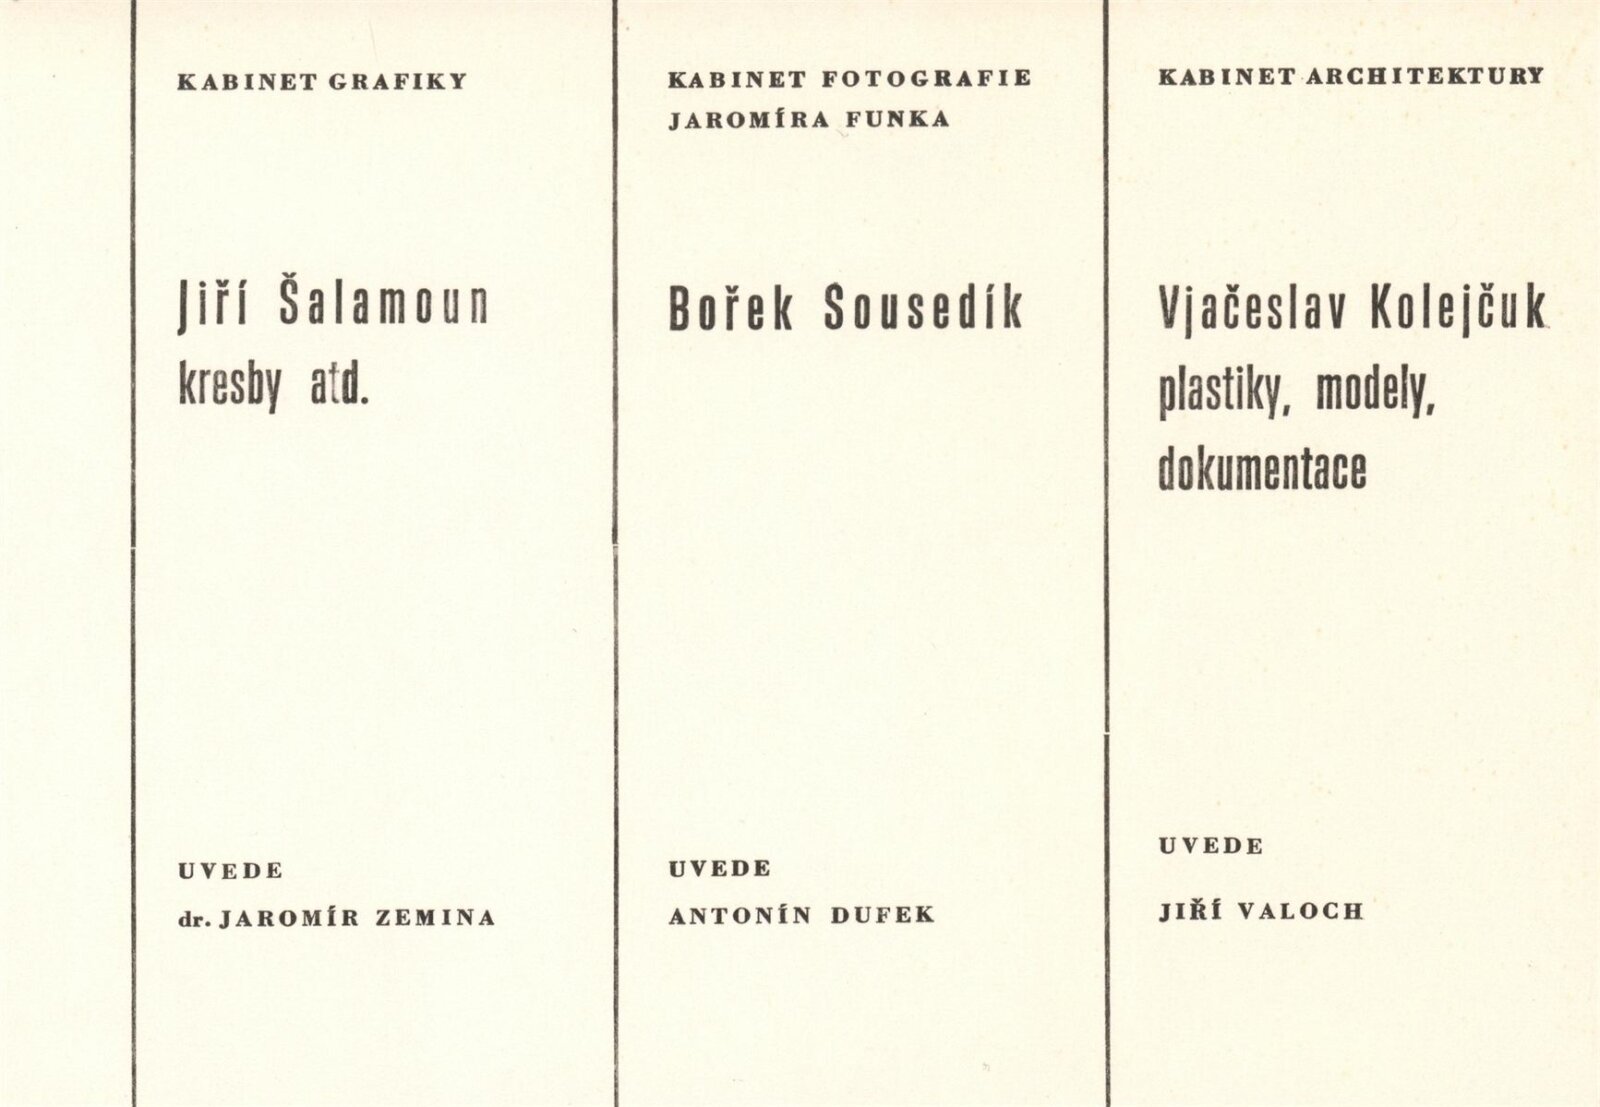 KABINET GRAFIKY
Jiří Šalamoun
kresby atd.
UVEDE
dr. JAROMÍR ZEMINA
KABINET FOTOGRAFIE
JAROMÍRA FUNKA
Bořek Sousedík
UVEDE
ANTONÍN DUFEK
KABINET ARCHITEKTURY
Vjačeslav Kolejčuk
plastiky, modely,
dokumentace
UVEDE
JIŘÍ VALOCH